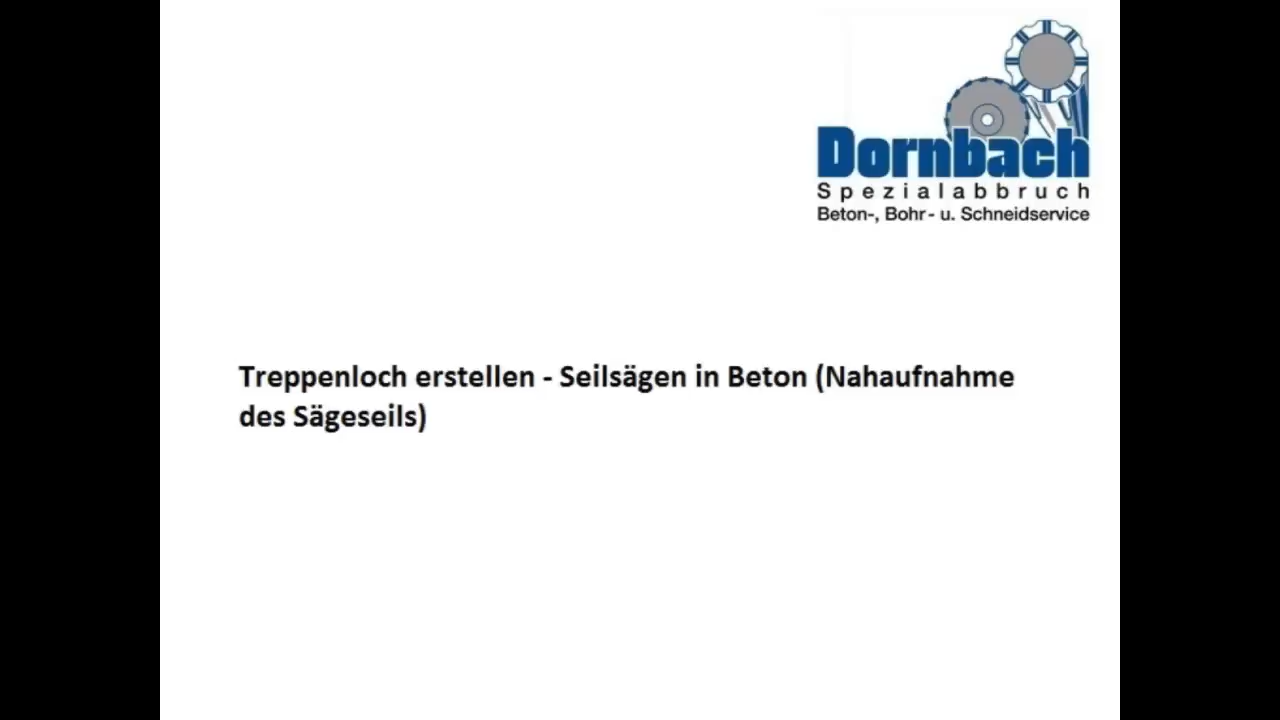 Dornbach
Spezialabbruch
Beton-, Bohr- u. Schneidservice
Treppenloch erstellen - Seilsägen in Beton (Nahaufnahme
des Sägeseils)